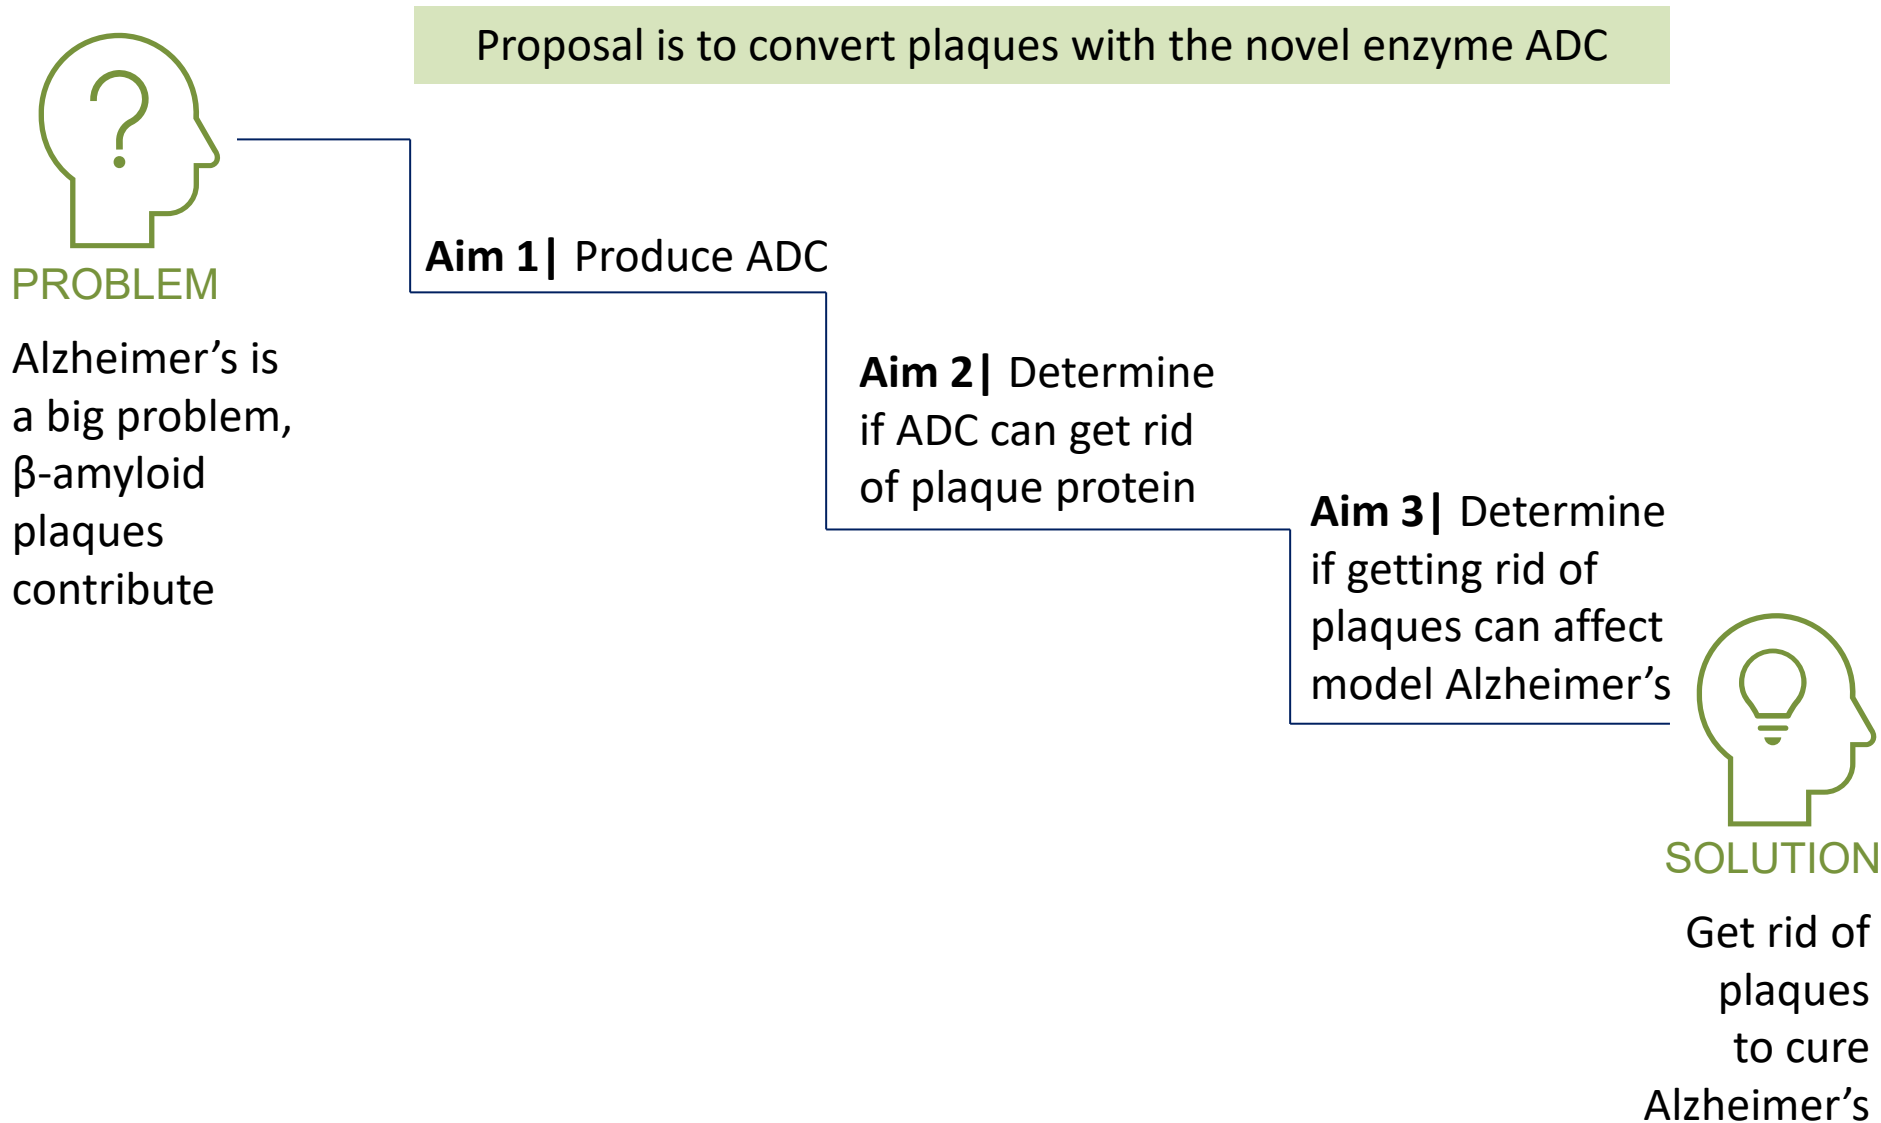 Proposal is to convert plaques with the novel enzyme ADC
?
PROBLEM
Alzheimer’s is
a big problem,
β-amyloid
plaques
contribute
Aim 1| Produce ADC
Aim 2| Determine
if ADC can get rid
of plaque protein
Aim 3| Determine
if getting rid of
plaques can affect
model Alzheimer’s
SOLUTION
Get rid of
plaques
to cure
Alzheimer’s